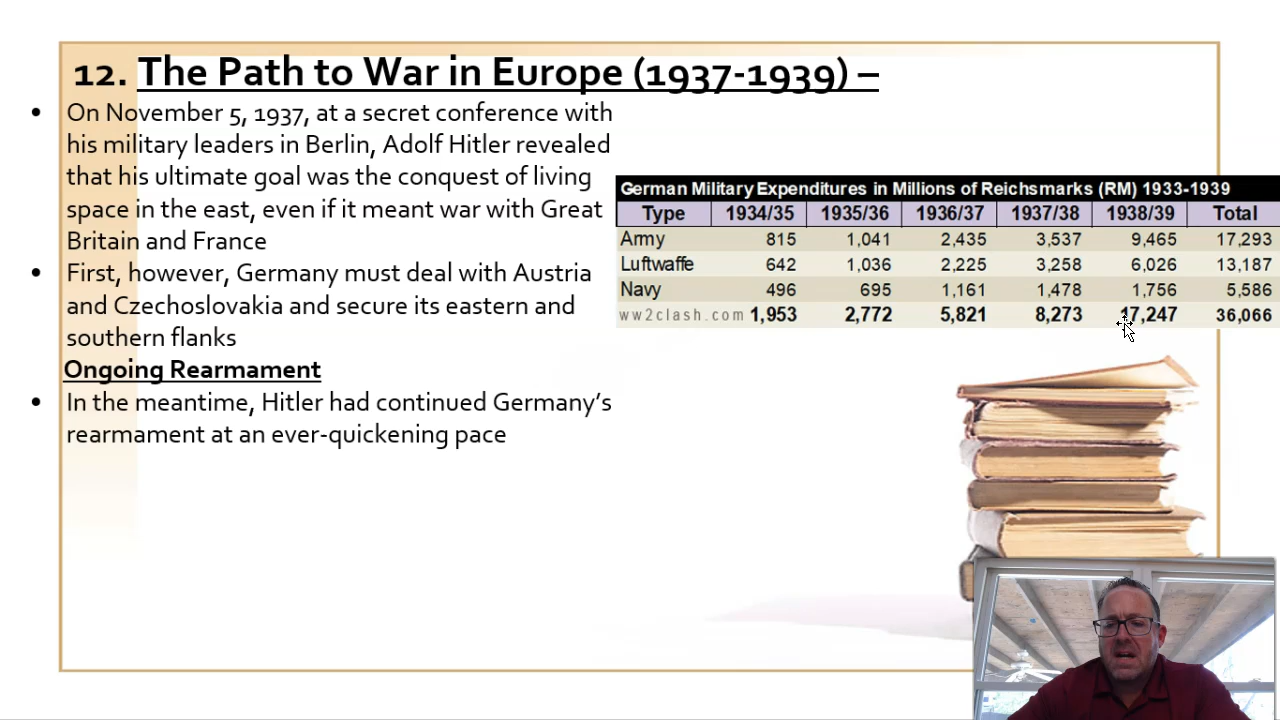 12. The Path to War in Europe (1937-1939) –
• On November 5, 1937, at a secret conference with
his military leaders in Berlin, Adolf Hitler revealed
that his ultimate goal was the conquest of living
space in the east, even if it meant war with Great
Britain and France
• First, however, Germany must deal with Austria
and Czechoslovakia and secure its eastern and
southern flanks
Ongoing Rearmament
• In the meantime, Hitler had continued Germany’s
rearmament at an ever-quickening pace
German Military Expenditures in Millions of Reichsmarks (RM) 1933-1939
Type 1934/35 1935/36 1936/37 1937/38 1938/39 Total
Army 815 1,041 2,435 3,537 9,465 17,293
Luftwaffe 642 1,036 2,225 3,258 6,026 13,187
Navy 496 695 1,161 1,478 1,756 5,586
ww2clash.com 1,953 2,772 5,821 8,273 17,247 36,066